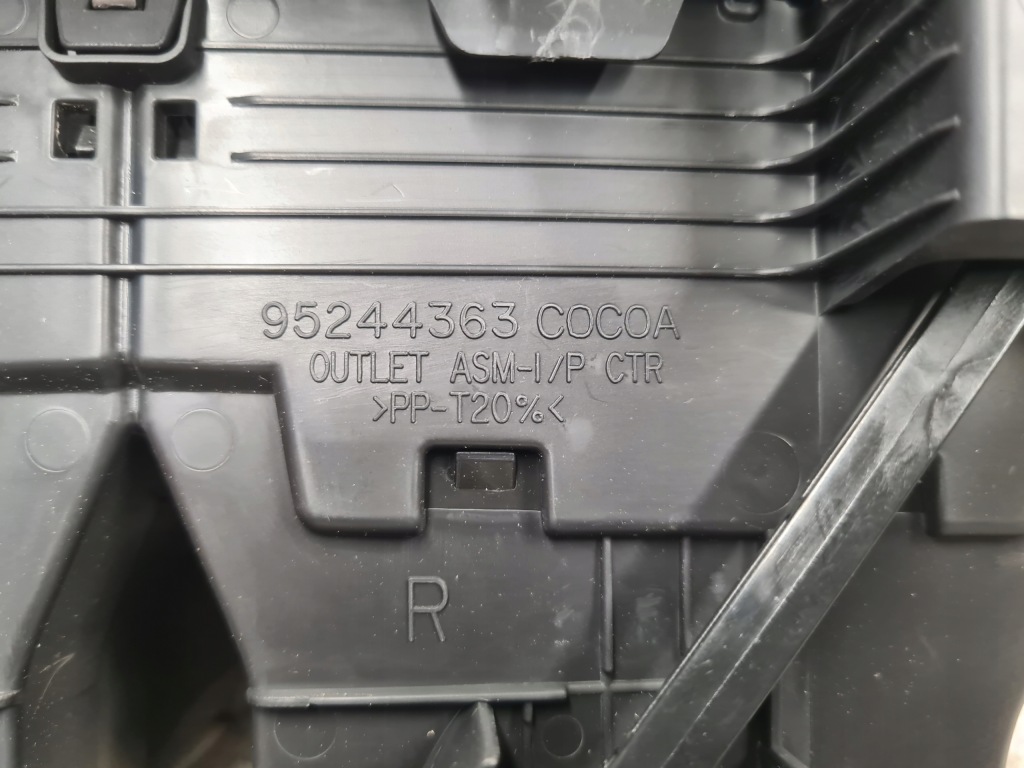 95244363 COCOA
OUTLET ASM-I/P CTR
>PP-T20%<
R